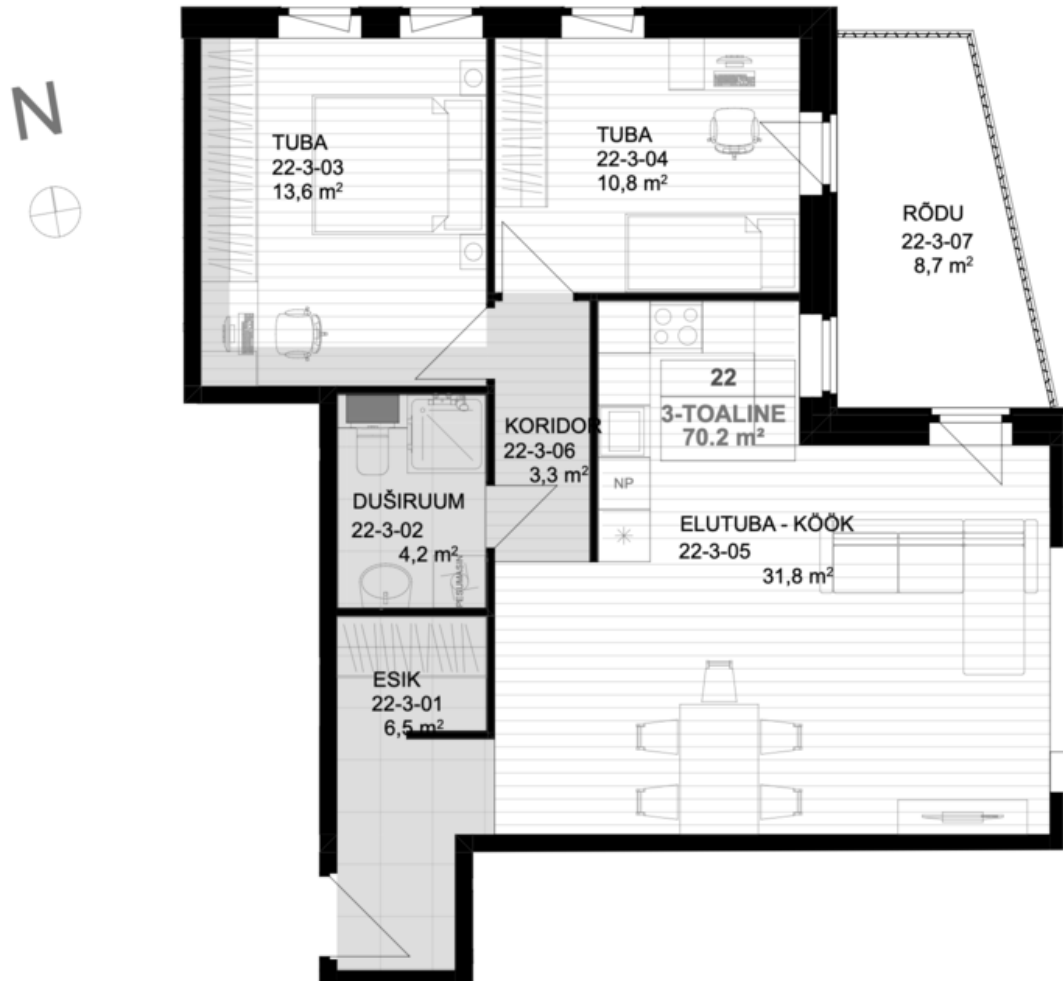 N
TUBA
22-3-03
13,6 m²
TUBA
22-3-04
10,8 m²
RÕDU
22-3-07
8,7 m²
22
3-TOALINE
70.2 m²
KORIDOR
22-3-06
3,3 m²
NP
DUŠIRUUM
22-3-02
4,2 m²
PESUMASIN
ELUTUBA - KÖÖK
22-3-05
31,8 m²
ESIK
22-3-01
6,5 m²